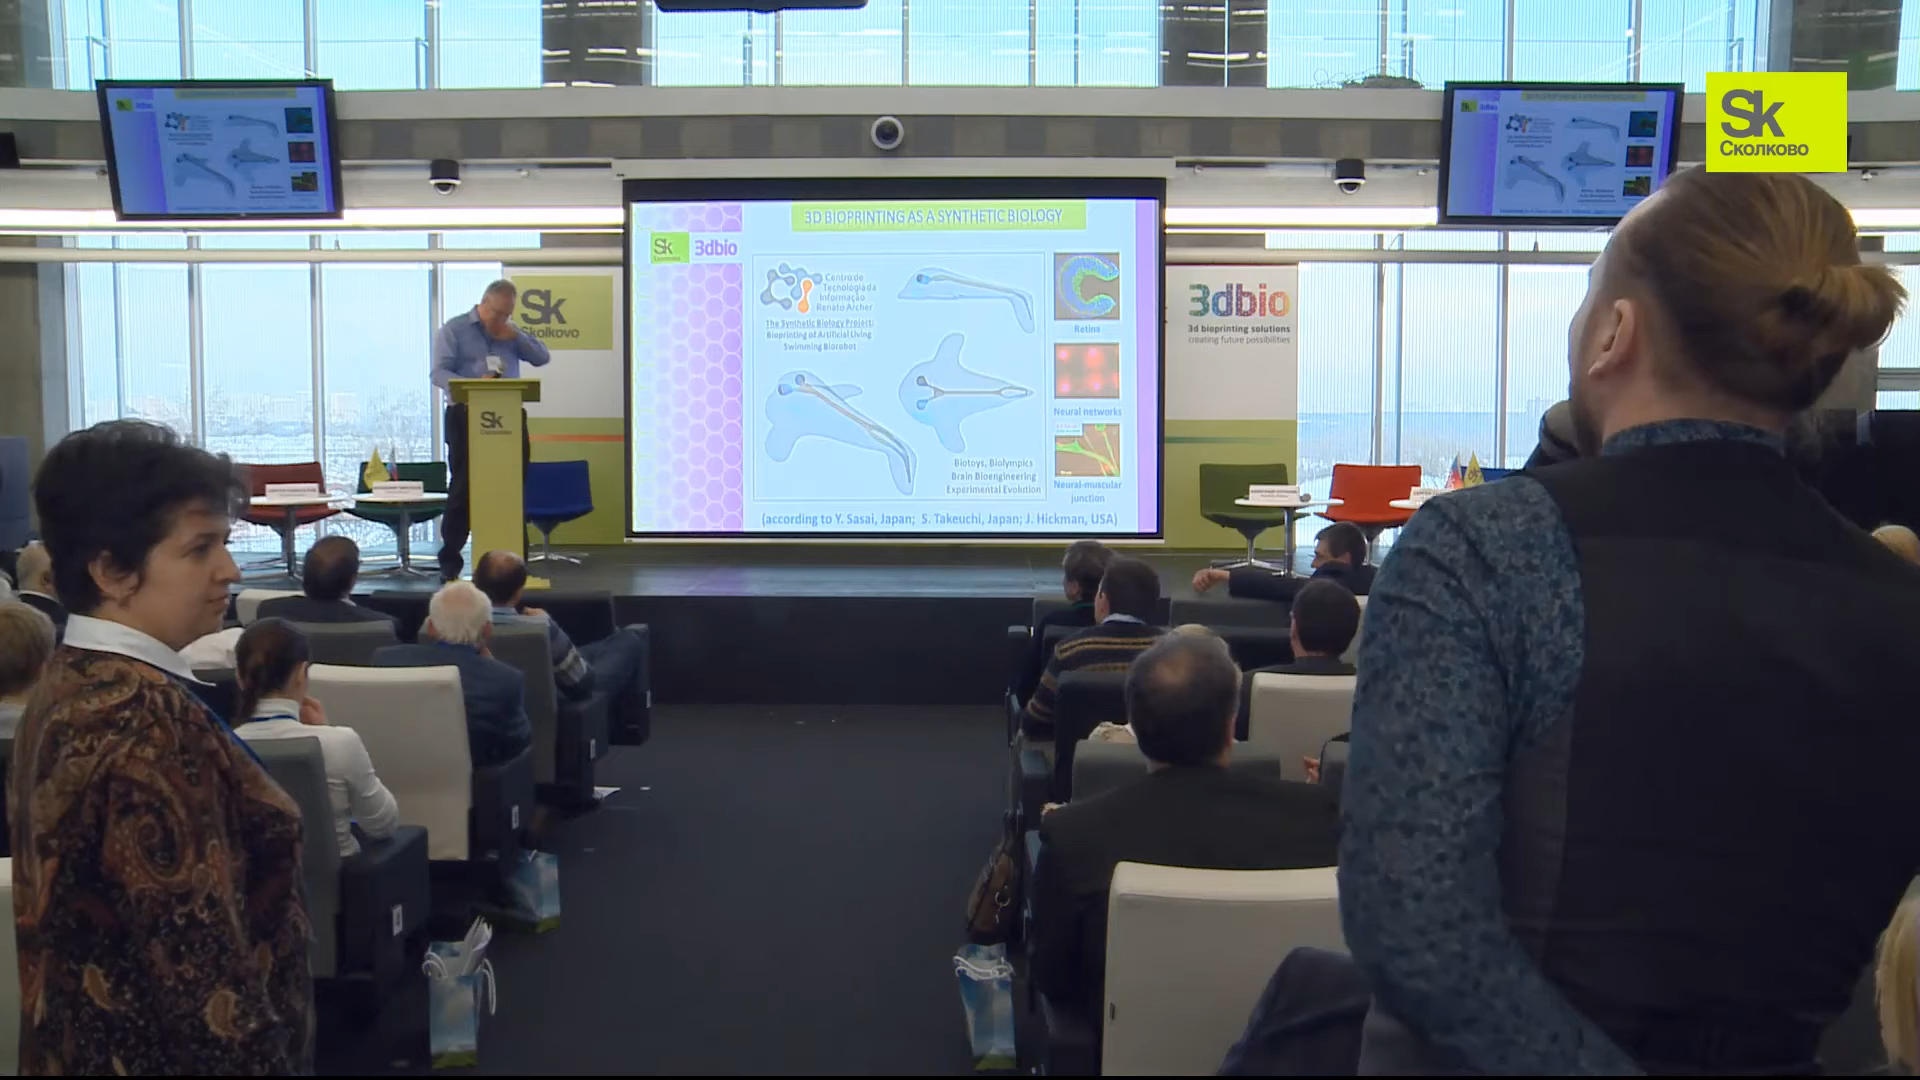 Sk
Сколково
3D BIOPRINTING AS A SYNTHETIC BIOLOGY
Sk
3dbio
Centro de
Tecnologia da
Informação
Renato Archer
The Synthetic Biology Project:
Bioprinting of Artificial Living
Swimming Biorobot
Retina
Neural networks
Neural-muscular
junction
Biotoys, Biolympics
Brain Bioengineering
Experimental Evolution
(according to Y. Sasai, Japan; S. Takeuchi, Japan; J. Hickman, USA)
Sk
Skolkovo
Sk
3dbio
3d bioprinting solutions
creating future possibilities